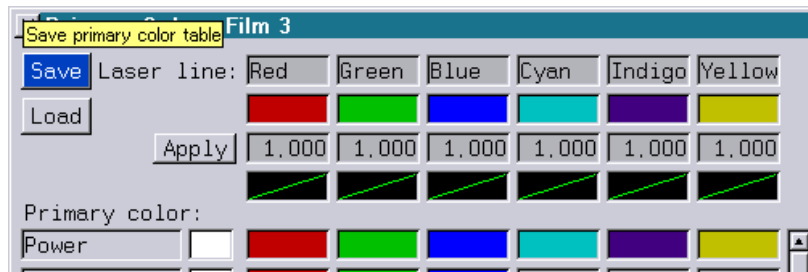 Film 3
Save primary color table
Save Laser line: Red Green Blue Cyan Indigo Yellow
Load
Apply 1.000 1.000 1.000 1.000 1.000 1.000
Primary color:
Power